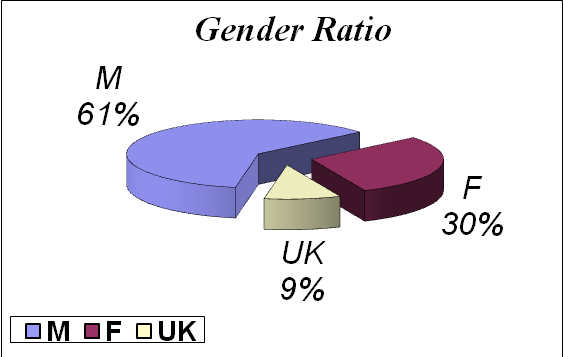 Gender Ratio
M
61%
F
30%
UK
9%
M F UK